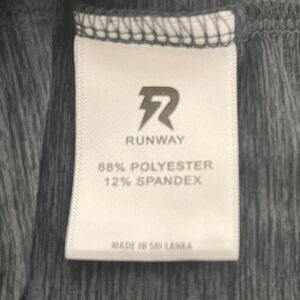 RUNWAY
88% POLYESTER
12% SPANDEX
MADE IN SRI LANKA